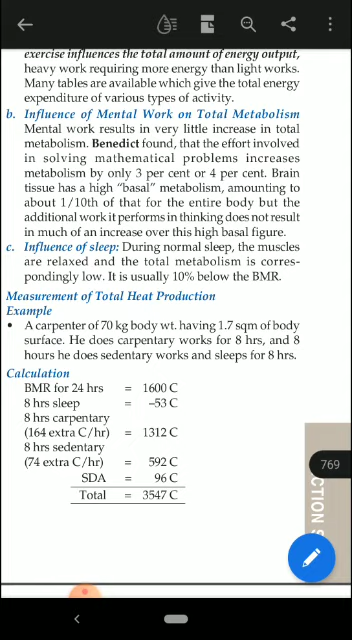 exercise influences the total amount of energy output,
heavy work requiring more energy than light works.
Many tables are available which give the total energy
expenditure of various types of activity.
b. Influence of Mental Work on Total Metabolism
Mental work results in very little increase in total
metabolism. Benedict found, that the effort involved
in solving mathematical problems increases
metabolism by only 3 per cent or 4 per cent. Brain
tissue has a high “basal” metabolism, amounting to
about 1/10th of that for the entire body but the
additional work it performs in thinking does not result
in much of an increase over this high basal figure.
c. Influence of sleep: During normal sleep, the muscles
are relaxed and the total metabolism is corres-
pondingly low. It is usually 10% below the BMR.
Measurement of Total Heat Production
Example
• A carpenter of 70 kg body wt. having 1.7 sqm of body
surface. He does carpentary works for 8 hrs, and 8
hours he does sedentary works and sleeps for 8 hrs.
Calculation
BMR for 24 hrs = 1600 C
8 hrs sleep = –53 C
8 hrs carpentary
(164 extra C/hr) = 1312 C
8 hrs sedentary
(74 extra C/hr) = 592 C
SDA = 96 C
Total = 3547 C
769
CTION